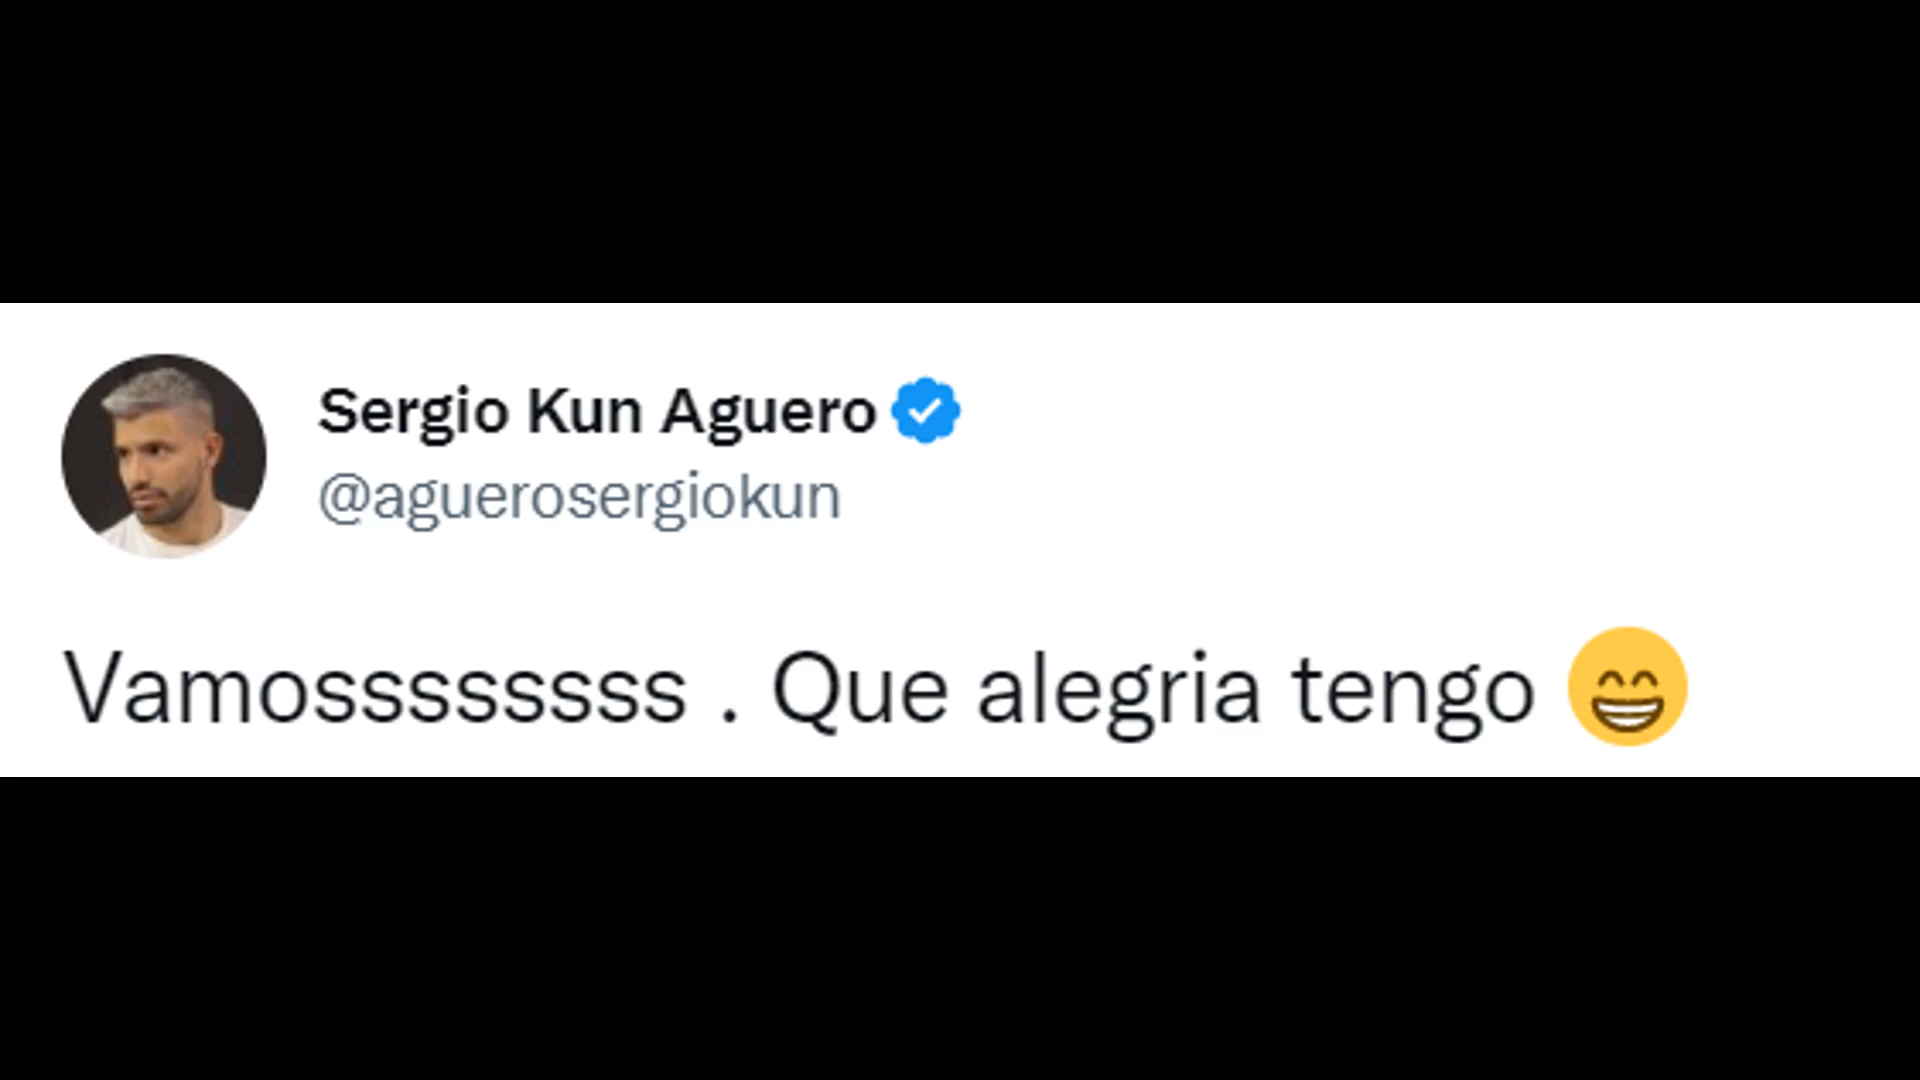 Sergio Kun Aguero
@aguerosergiokun
Vamossssssss . Que alegria tengo 😁